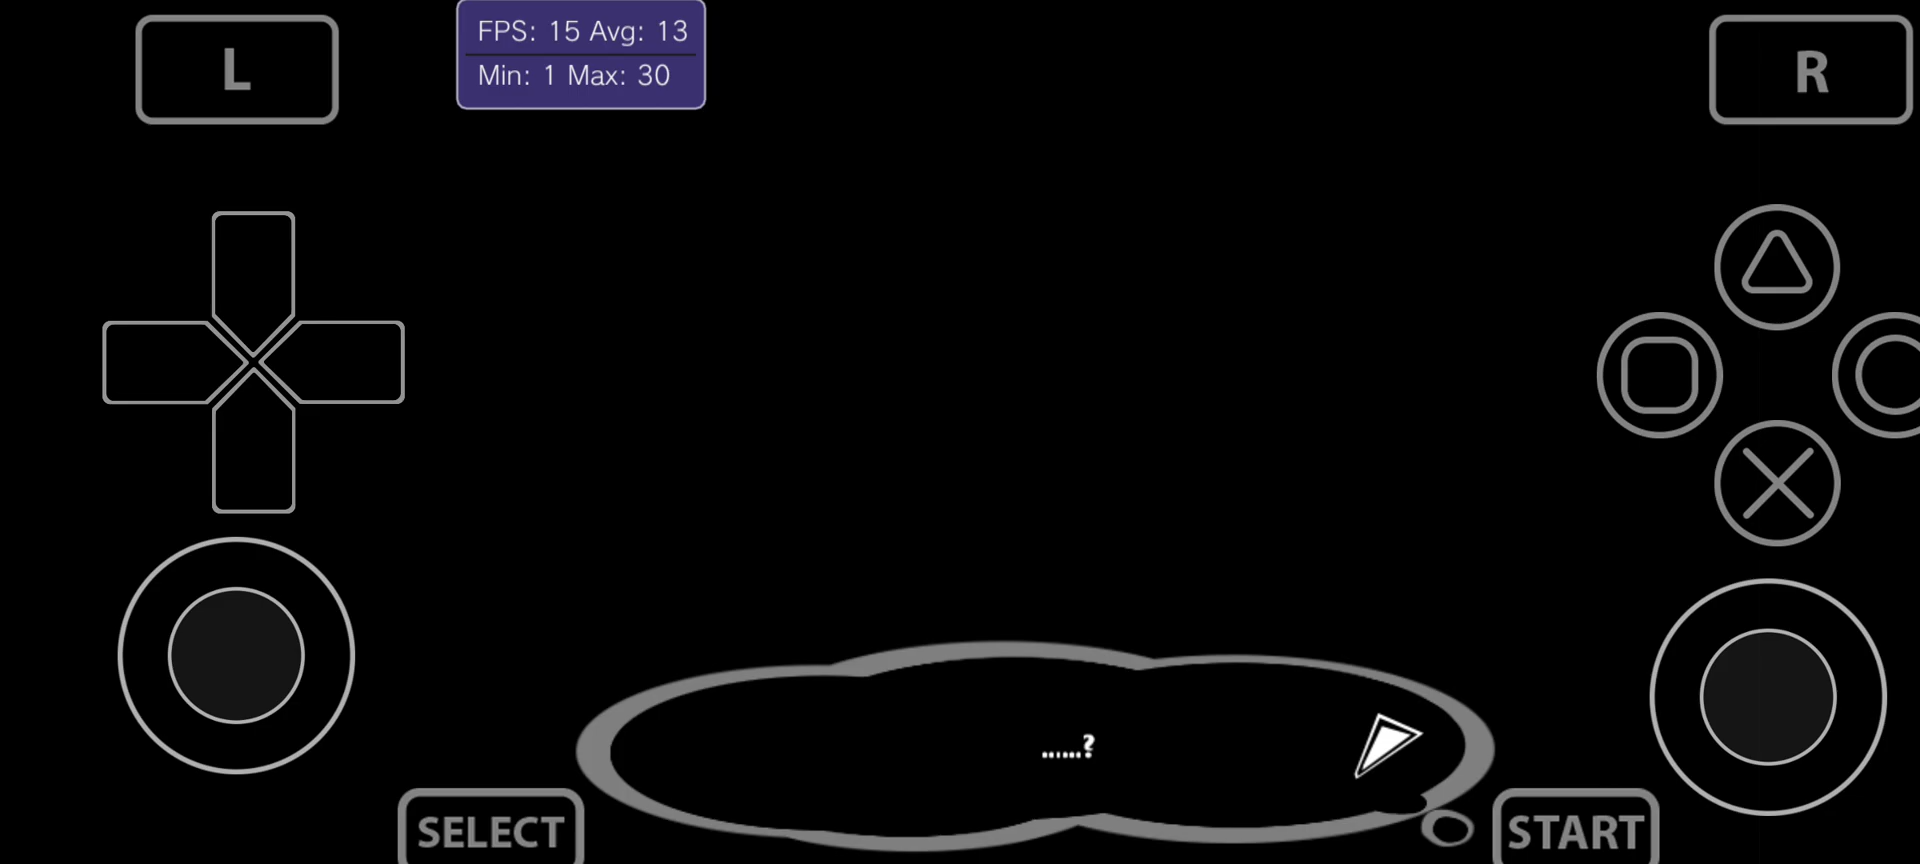 L
FPS: 15 Avg: 13
Min: 1 Max: 30
R
......?
SELECT
START